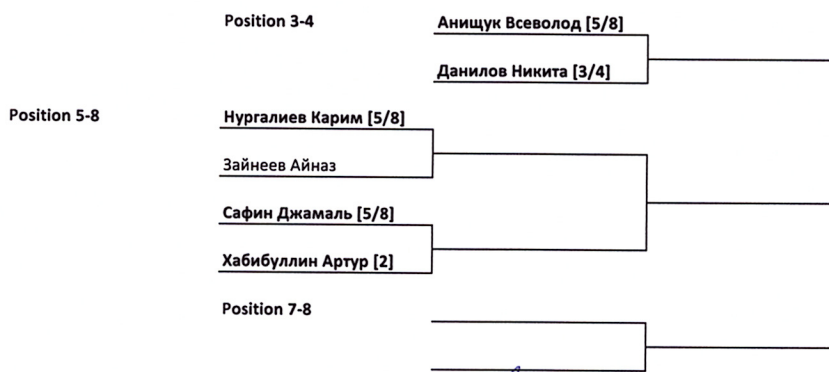 Position 3-4
Анищук Всеволод [5/8]
Данилов Никита [3/4]
Position 5-8
Нургалиев Карим [5/8]
Зайнеев Айназ
Сафин Джамаль [5/8]
Хабибуллин Артур [2]
Position 7-8